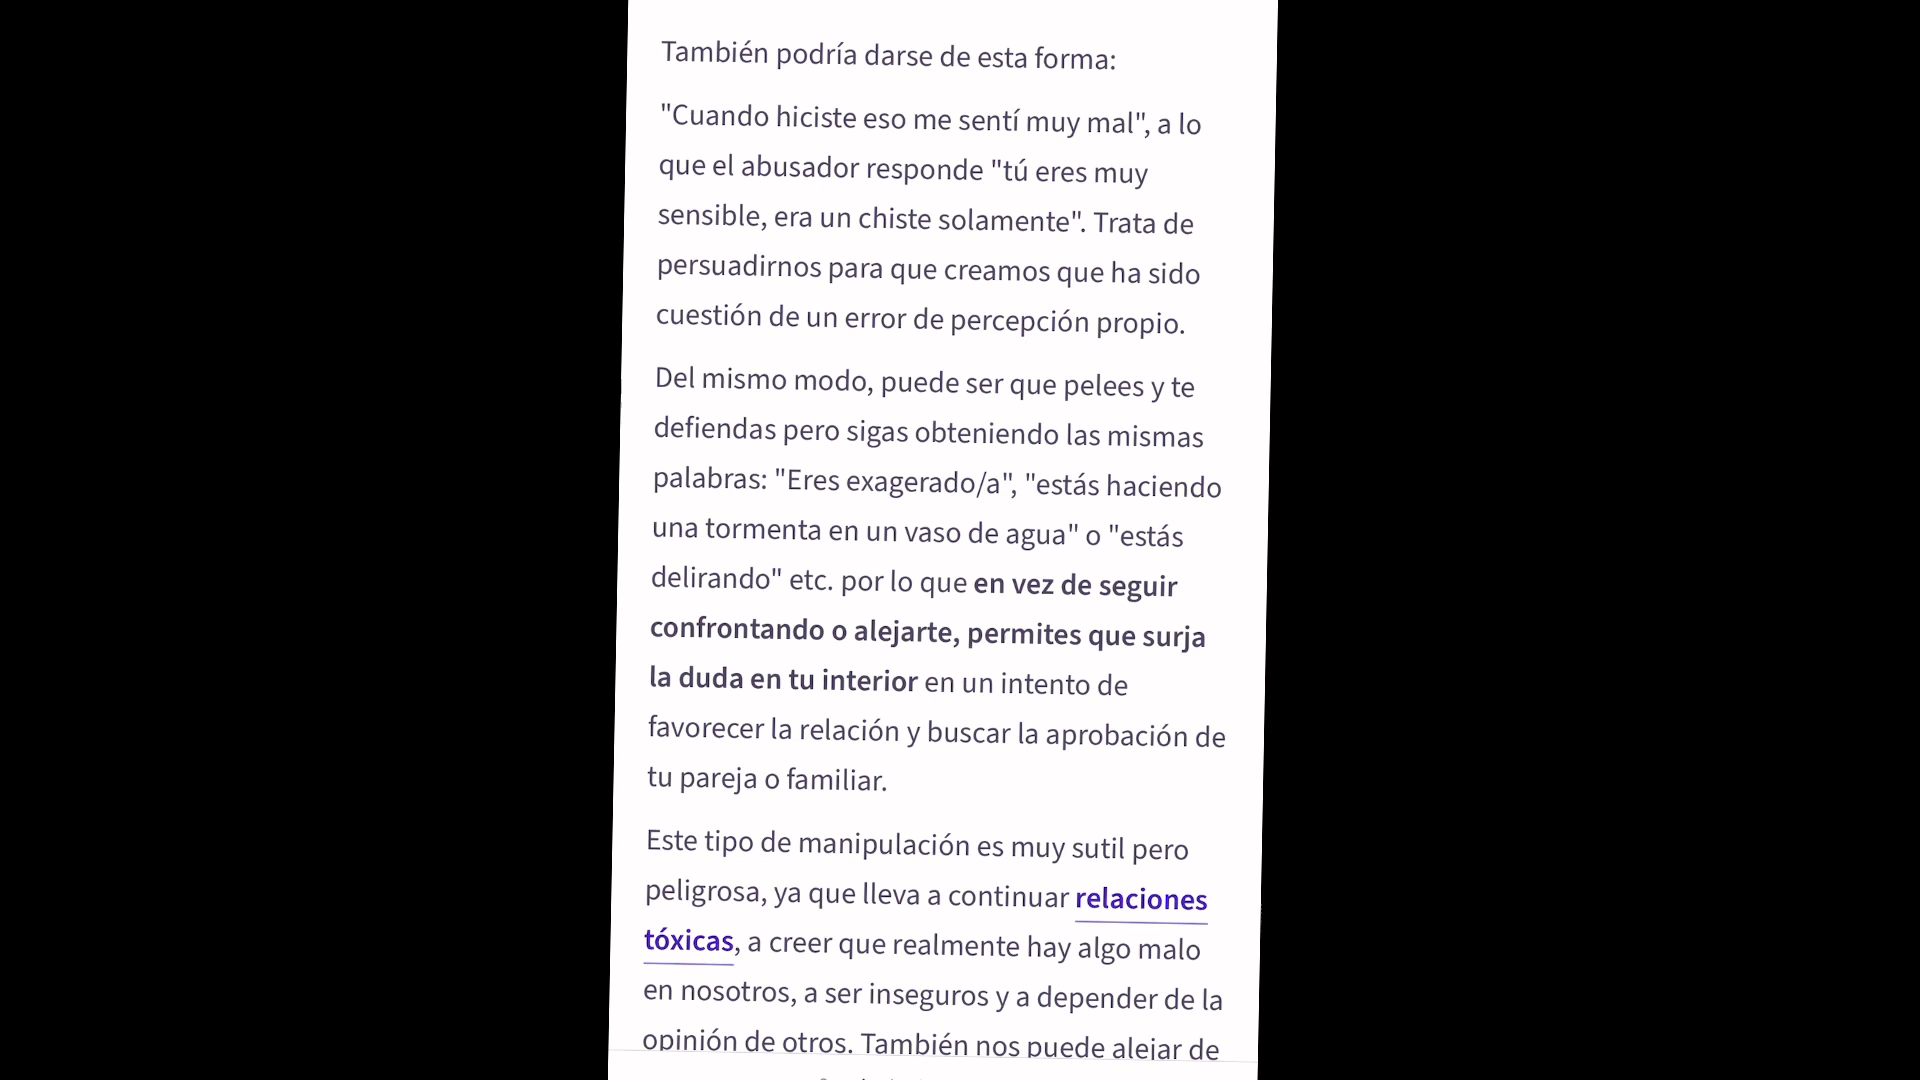 También podría darse de esta forma:
"Cuando hiciste eso me sentí muy mal", a lo
que el abusador responde "tú eres muy
sensible, era un chiste solamente". Trata de
persuadirnos para que creamos que ha sido
cuestión de un error de percepción propio.
Del mismo modo, puede ser que pelees y te
defiendas pero sigas obteniendo las mismas
palabras: "Eres exagerado/a", "estás haciendo
una tormenta en un vaso de agua" o "estás
delirando" etc. por lo que en vez de seguir
confrontando o alejarte, permites que surja
la duda en tu interior en un intento de
favorecer la relación y buscar la aprobación de
tu pareja o familiar.
Este tipo de manipulación es muy sutil pero
peligrosa, ya que lleva a continuar relaciones
tóxicas, a creer que realmente hay algo malo
en nosotros, a ser inseguros y a depender de la
opinión de otros. También nos puede alejar de